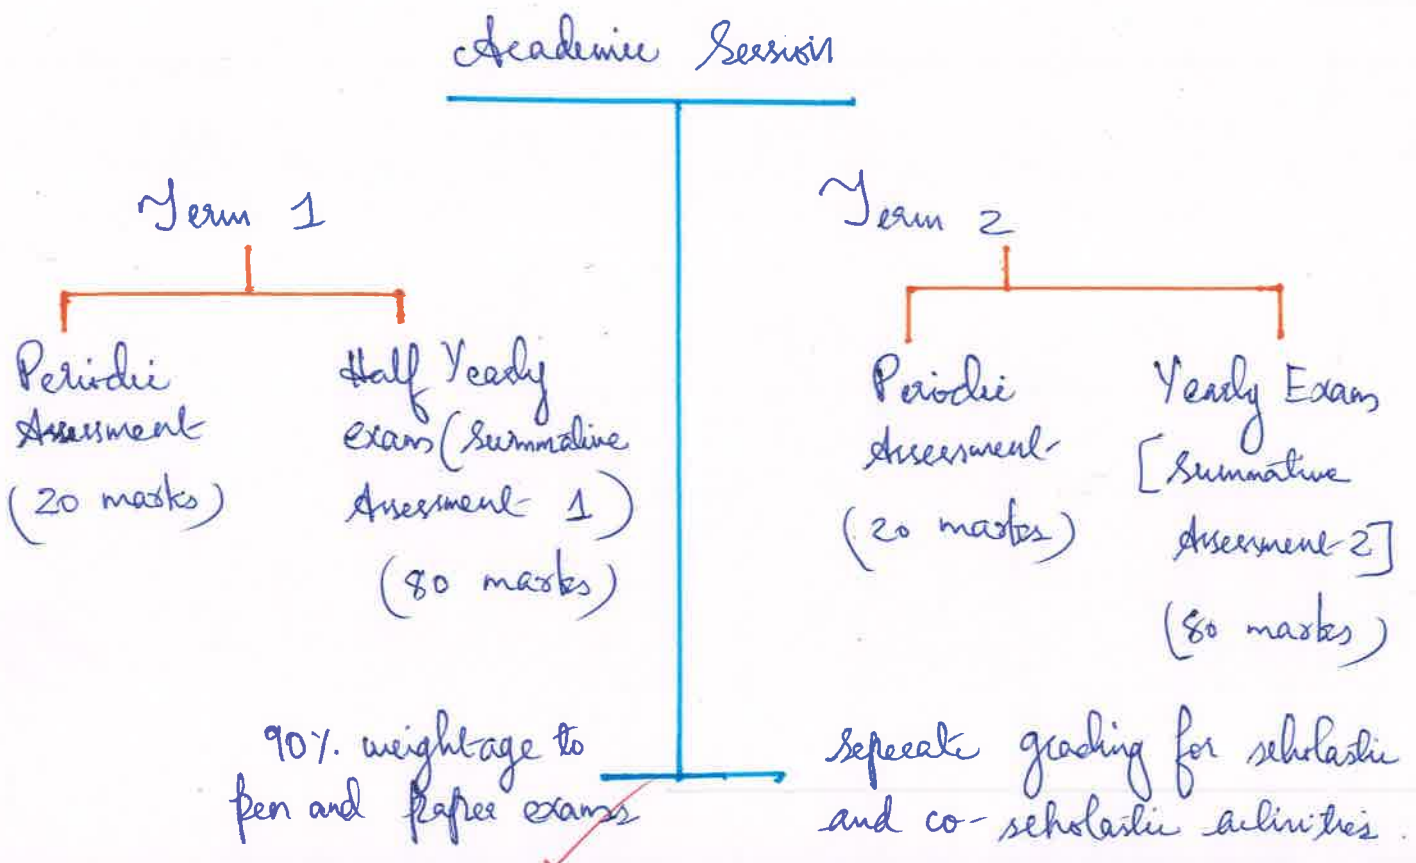 Academic Session
Term 1
Periodic
Assessment
(20 marks)
Half Yearly
exam (Summative
Assessment 1)
(80 marks)
Term 2
Periodic
Assessment
(20 marks)
Yearly Exam
[Summative
Assessment-2]
(80 marks)
90% weightage to
pen and paper exams
seperate grading for scholastic
and co-scholastic activities.